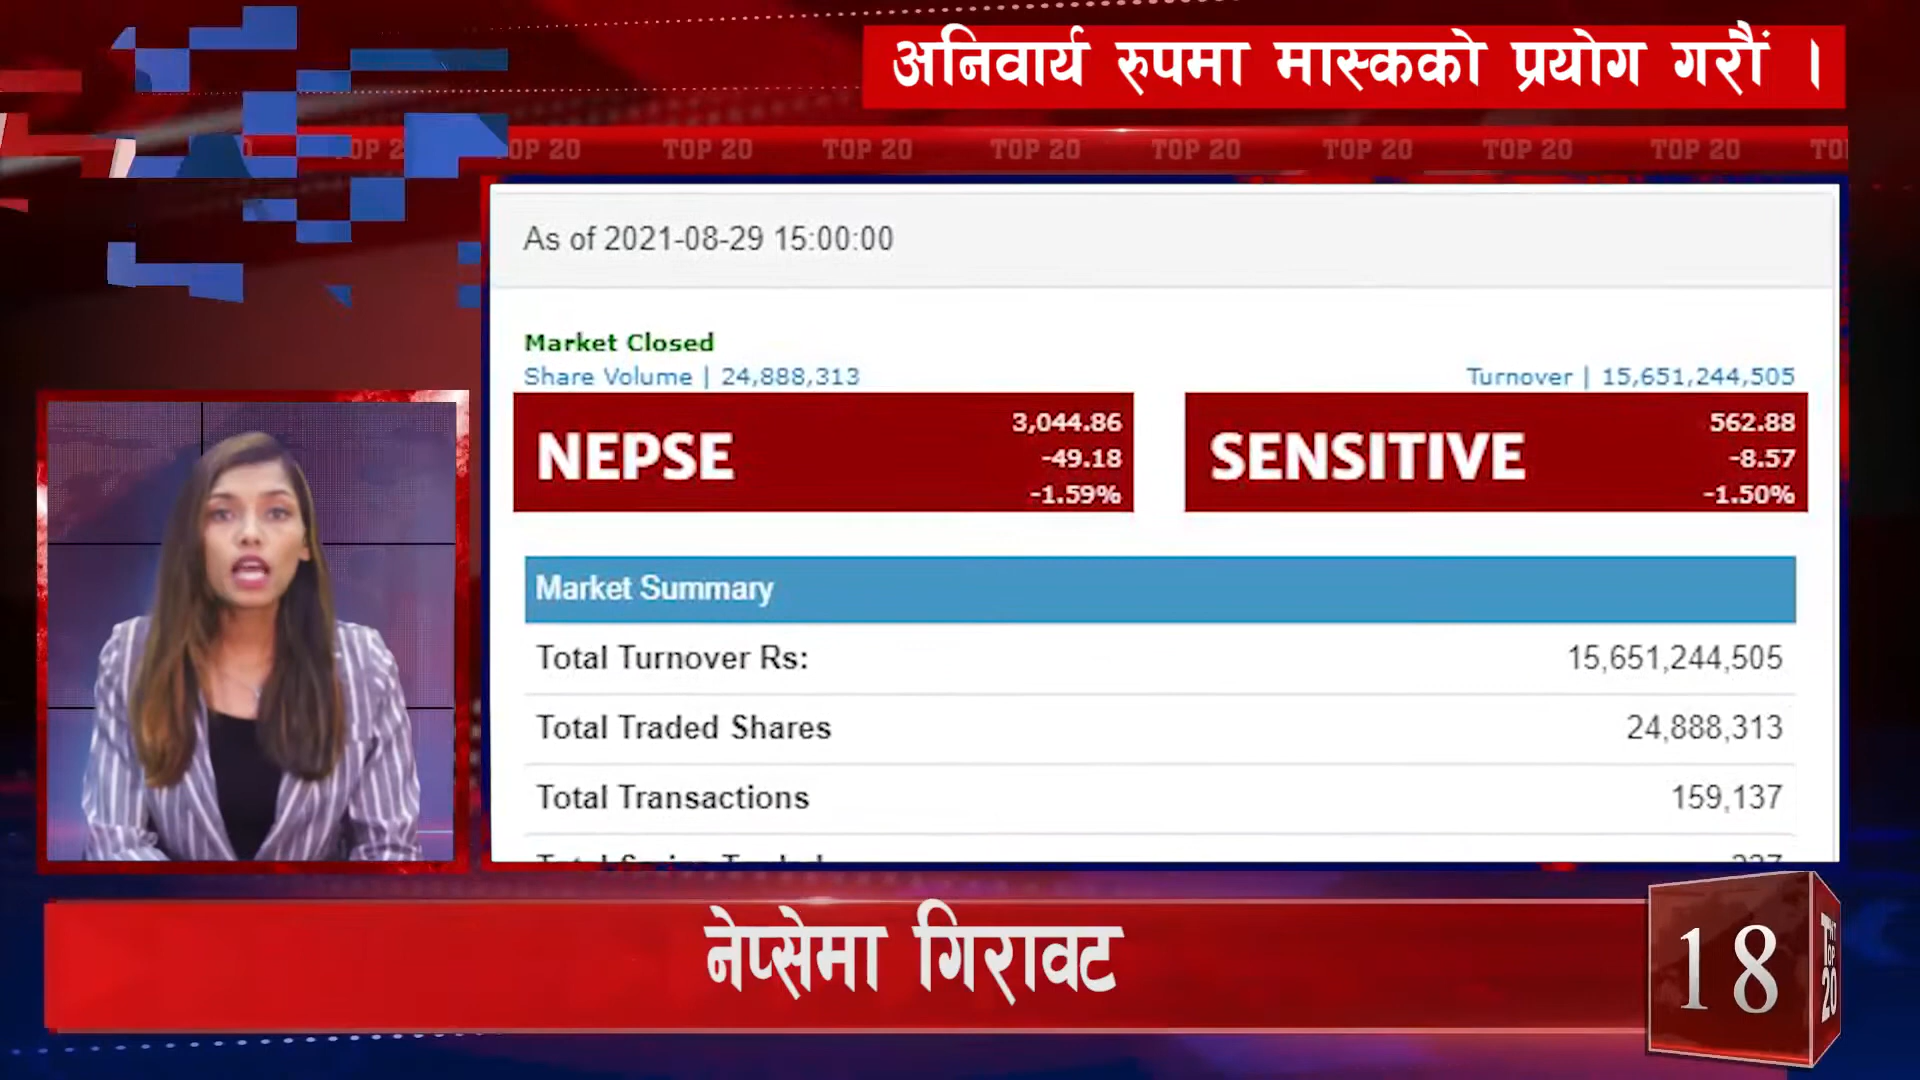 अनिवार्य रुपमा मास्कको प्रयोग गरौं ।
TOP 20 TOP 20 TOP 20 TOP 20 TOP 20 TOP 20 TOP 20
As of 2021-08-29 15:00:00
Market Closed
Share Volume | 24,888,313
Turnover | 15,651,244,505
NEPSE
3,044.86
-49.18
-1.59%
SENSITIVE
562.88
-8.57
-1.50%
Market Summary
Total Turnover Rs: 15,651,244,505
Total Traded Shares 24,888,313
Total Transactions 159,137
नेप्सेमा गिरावट
18
TOP
20